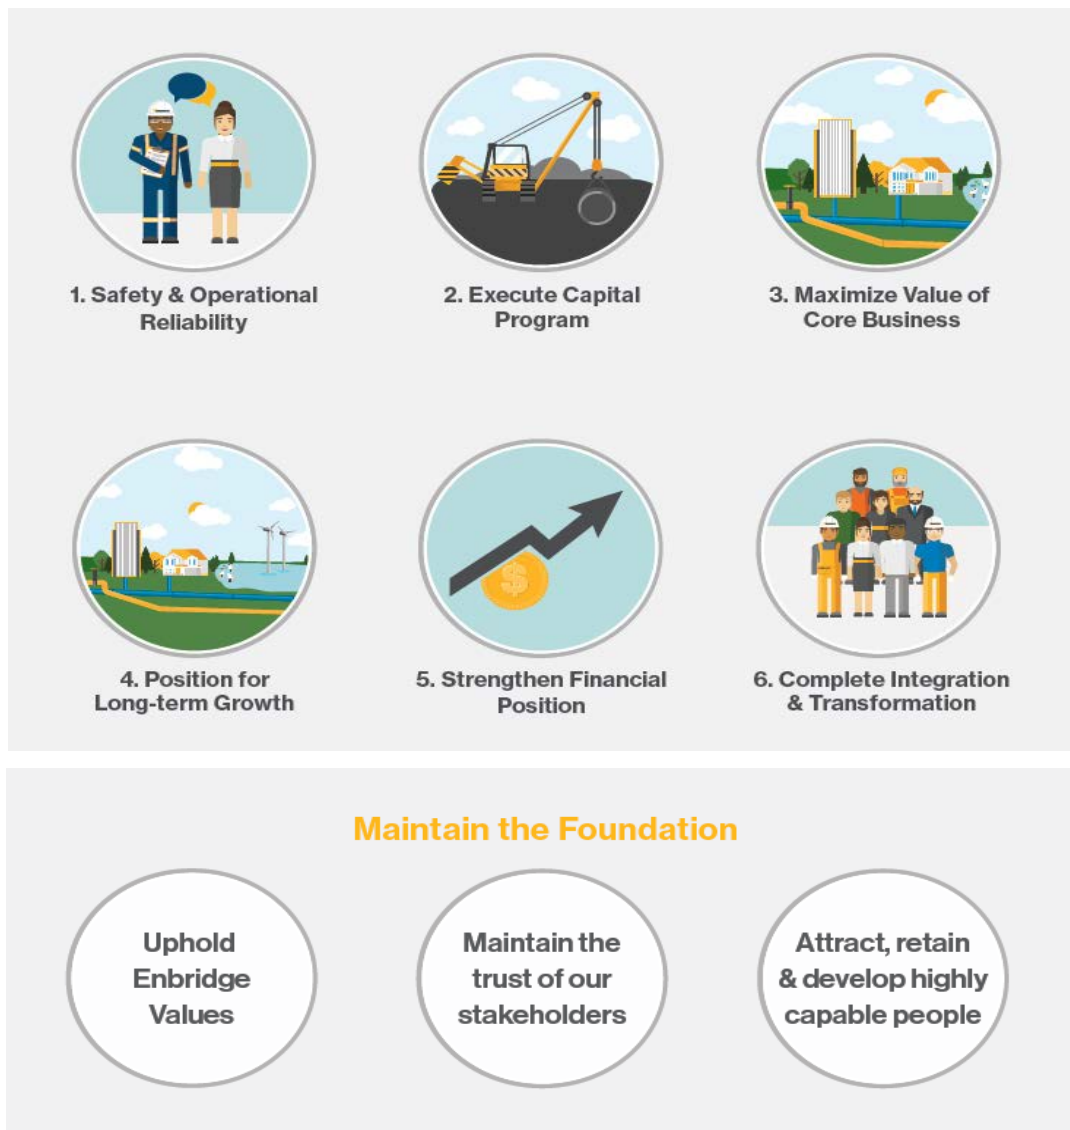 1. Safety & Operational
Reliability
2. Execute Capital
Program
3. Maximize Value of
Core Business
4. Position for
Long-term Growth
$
5. Strengthen Financial
Position
6. Complete Integration
& Transformation
Maintain the Foundation
Uphold
Enbridge
Values
Maintain the
trust of our
stakeholders
Attract, retain
& develop highly
capable people